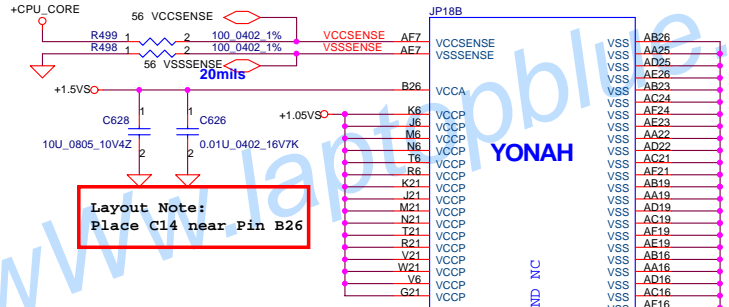 +CPU_CORE
56 VCCSENSE
JP18B
R499 1 2 100_0402_1% VCCSENSE AF7 VCCSENSE VSS AB26
R498 1 2 100_0402_1% VSSSENSE AE7 VSSSENSE VSS AA25
56 VSSSENSE
20mils
VSS AD25
VSS AE26
+1.5VS B26 VCCA VSS AB23
VSS AC24
+1.05VS K6 VCCP VSS AF24
C628 C626 J6 VCCP VSS AE23
M6 VCCP VSS AA22
10U_0805_10V4Z 0.01U_0402_16V7K N6 VCCP VSS AD22
1 1
2 2
T6 VCCP VSS AC21
R6 VCCP VSS AF21
K21 VCCP VSS AB19
J21 VCCP VSS AA19
M21 VCCP VSS AD19
N21 VCCP VSS AC19
T21 VCCP VSS AF19
R21 VCCP VSS AE19
V21 VCCP VSS AB16
W21 VCCP VSS AA16
V6 VCCP VSS AD16
G21 VCCP VSS AC16
VSS AF16
YONAH
ND NC
Layout Note:
Place C14 near Pin B26
wWw.laptopblue.